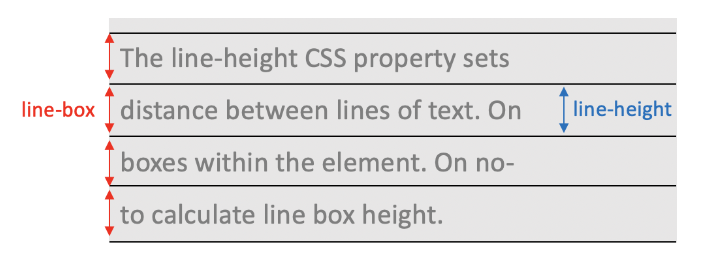 The line-height CSS property sets
line-box distance between lines of text. On line-height
boxes within the element. On no-
to calculate line box height.